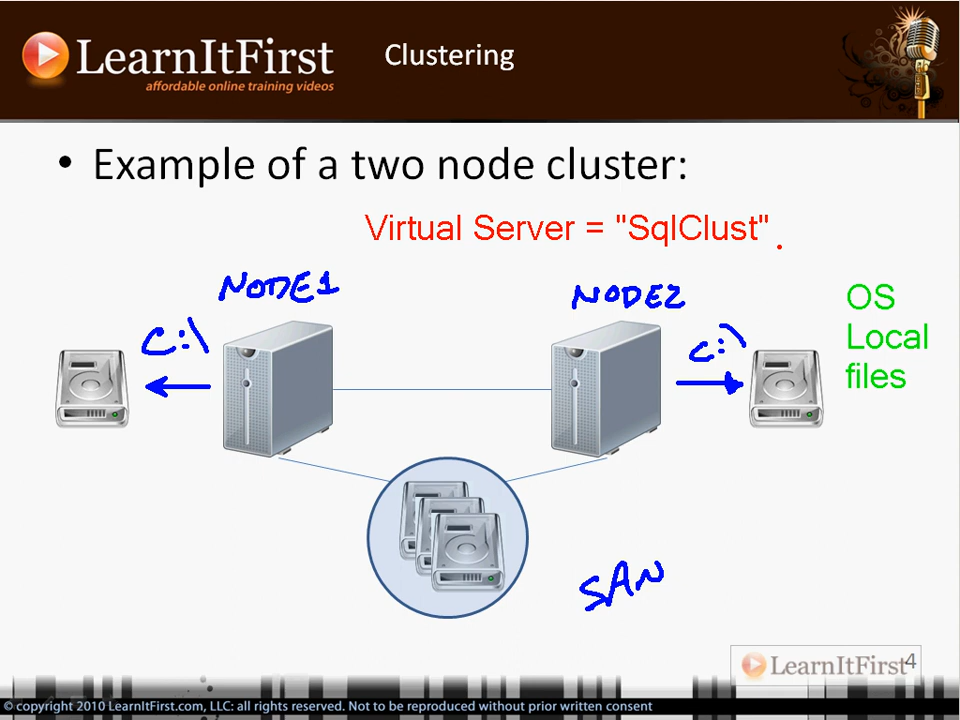 LearnItFirst
affordable online training videos
Clustering
• Example of a two node cluster:
Virtual Server = "SqlClust" .
NODE1
NODE2
C:\
C:\
OS
Local
files
SAN
LearnItFirst
4
© copyright 2010 LearnItFirst.com, LLC: all rights reserved. Not to be reproduced without prior written consent